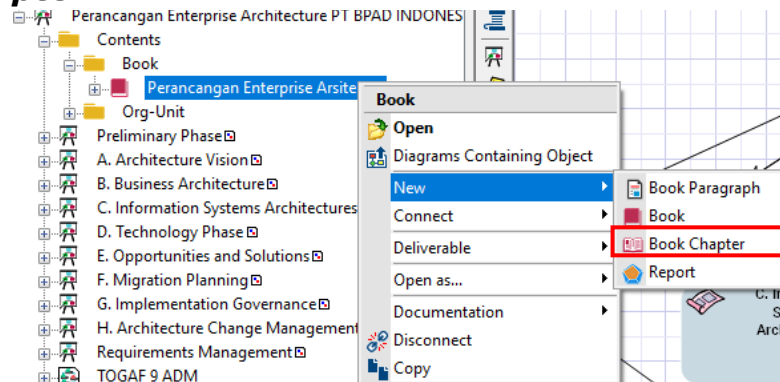 Perancangan Enterprise Architecture PT BPAD INDONES
Contents
Book
Perancangan Enterprise Arsite
Org-Unit
Preliminary Phase
A. Architecture Vision
B. Business Architecture
C. Information Systems Architectures
D. Technology Phase
E. Opportunities and Solutions
F. Migration Planning
G. Implementation Governance
H. Architecture Change Management
Requirements Management
TOGAF 9 ADM
Book
Open
Diagrams Containing Object
New
Connect
Deliverable
Open as...
Documentation
Disconnect
Copy
Book Paragraph
Book
Book Chapter
Report